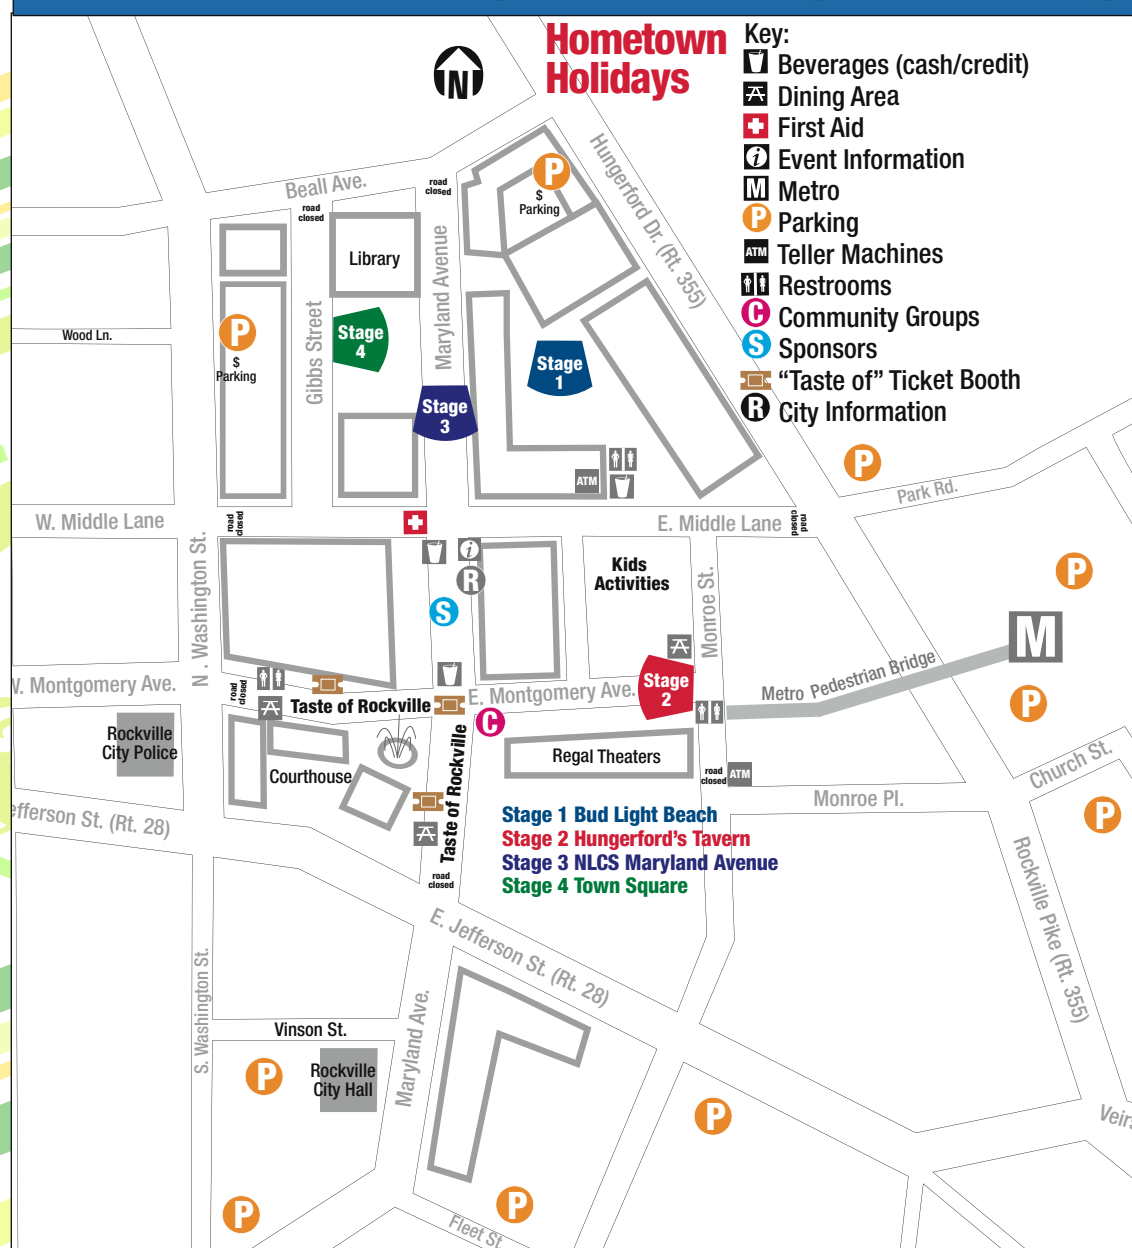 Hometown
Holidays
N
Key:
Beverages (cash/credit)
Dining Area
First Aid
i Event Information
M Metro
P Parking
ATM Teller Machines
Restrooms
C Community Groups
S Sponsors
"Taste of" Ticket Booth
R City Information
Beall Ave.
road
closed
road
closed
P
$
Parking
Hungerford Dr. (Rt. 355)
Library
Maryland Avenue
Gibbs Street
Wood Ln.
P
$
Parking
Stage
4
Stage
1
Stage
3
ATM
P
Park Rd.
W. Middle Lane
road
closed
E. Middle Lane
road
closed
N. Washington St.
i
R
S
Kids
Activities
Monroe St.
P
M
Metro Pedestrian Bridge
P
W. Montgomery Ave.
road
closed
Taste of Rockville
E. Montgomery Ave.
Stage
2
C
Rockville
City Police
Courthouse
Taste of Rockville
Regal Theaters
road
closed
ATM
Church St.
Monroe Pl.
P
efferson St. (Rt. 28)
Stage 1 Bud Light Beach
Stage 2 Hungerford's Tavern
Stage 3 NLCS Maryland Avenue
Stage 4 Town Square
road
closed
E. Jefferson St. (Rt. 28)
Rockville Pike (Rt. 355)
S. Washington St.
Vinson St.
Maryland Ave.
P
Rockville
City Hall
P
Veirs
P
P
Fleet St.